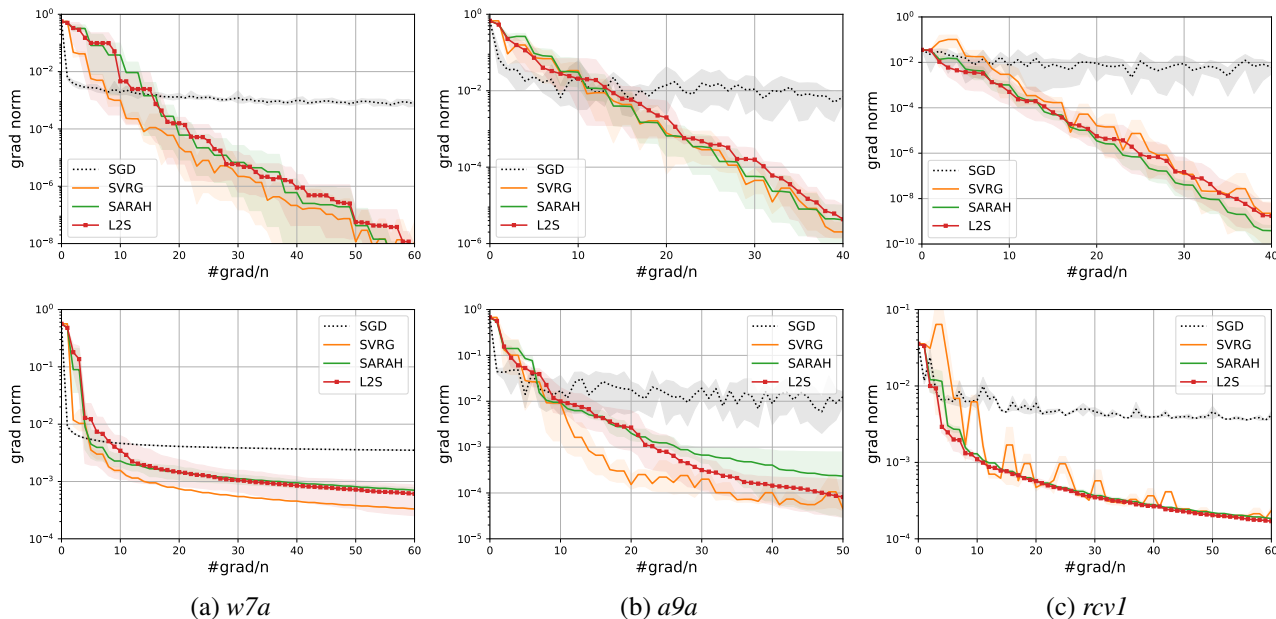 10^0
10^-2
10^-4
10^-6
10^-8
grad norm
SGD
SVRG
SARAH
L2S
0 10 20 30 40 50 60
#grad/n
10^0
10^-2
10^-4
10^-6
grad norm
SGD
SVRG
SARAH
L2S
0 5 10 15 20 25 30 35 40
#grad/n
10^0
10^-2
10^-4
10^-6
10^-8
10^-10
grad norm
SGD
SVRG
SARAH
L2S
0 10 20 30 40
#grad/n
10^0
10^-1
10^-2
10^-3
10^-4
grad norm
SGD
SVRG
SARAH
L2S
0 10 20 30 40 50 60
#grad/n
10^0
10^-1
10^-2
10^-3
10^-4
10^-5
grad norm
SGD
SVRG
SARAH
L2S
0 10 20 30 40 50
#grad/n
10^-1
10^-2
10^-3
10^-4
grad norm
SGD
SVRG
SARAH
L2S
0 10 20 30 40 50 60
#grad/n
(a) w7a
(b) a9a
(c) rcv1